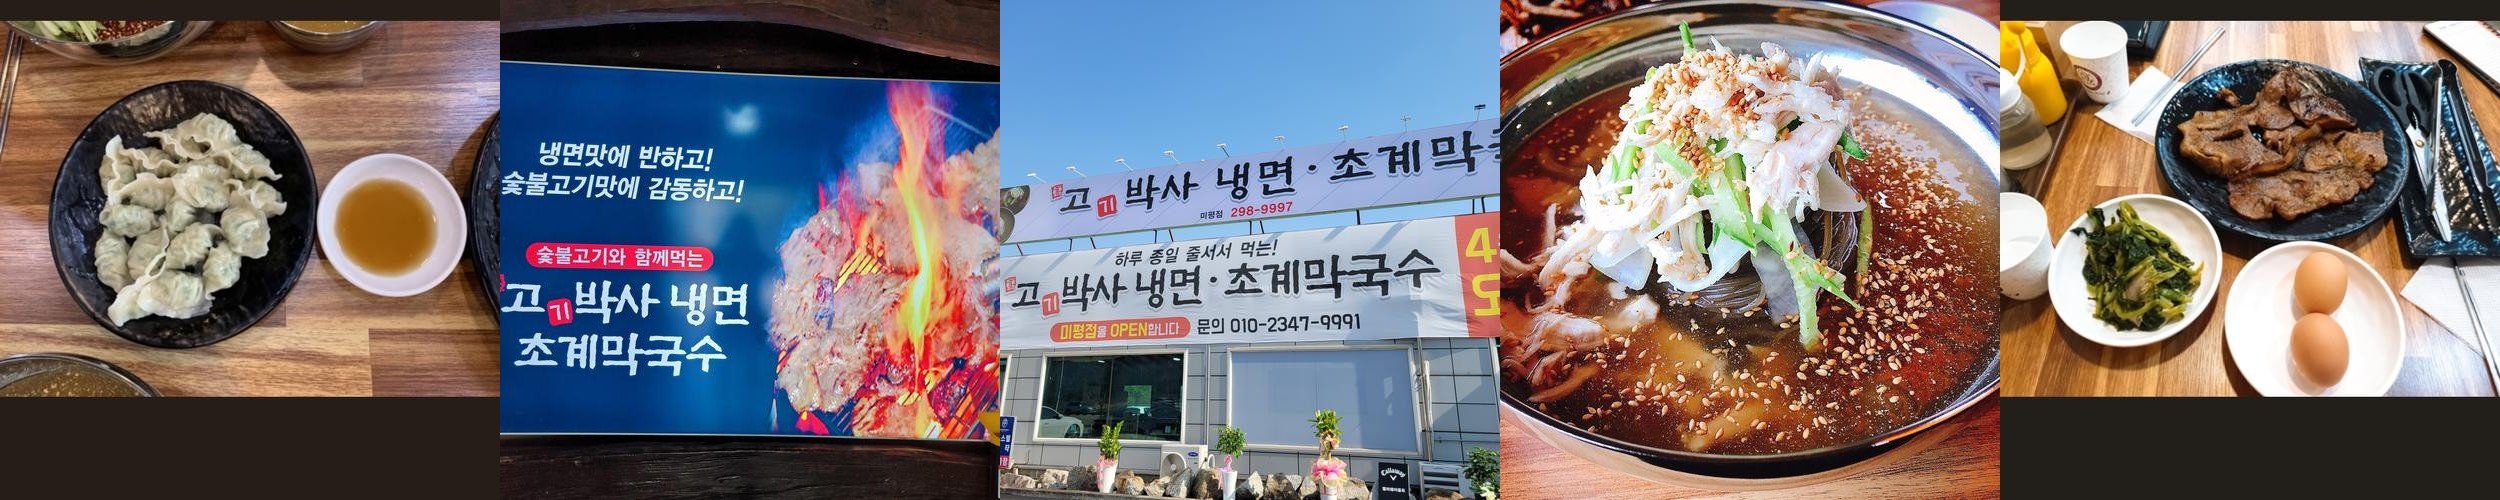 냉면맛에 반하고!
숯불고기맛에 감동하고!
숯불고기와 함께먹는
고기박사 냉면
초계막국수
고기박사 냉면·초계막국
미평점 298-9997
하루 종일 줄서서 먹는!
고기박사 냉면·초계막국수
미평점을 OPEN합니다 문의 010-2347-9991
Callaway